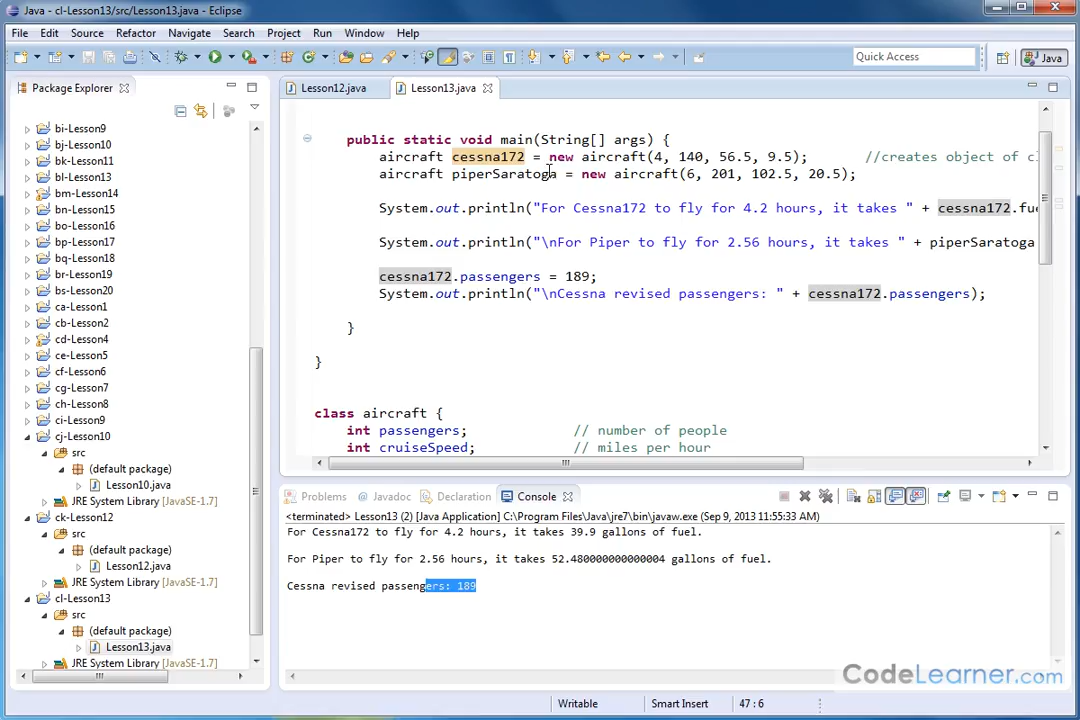 Java - cl-Lesson13/src/Lesson13.java - Eclipse
File Edit Source Refactor Navigate Search Project Run Window Help
Quick Access
Java
Package Explorer
bi-Lesson9
bj-Lesson10
bk-Lesson11
bl-Lesson13
bm-Lesson14
bn-Lesson15
bo-Lesson16
bp-Lesson17
bq-Lesson18
br-Lesson19
bs-Lesson20
ca-Lesson1
cb-Lesson2
cd-Lesson4
ce-Lesson5
cf-Lesson6
cg-Lesson7
ch-Lesson8
ci-Lesson9
cj-Lesson10
src
(default package)
Lesson10.java
JRE System Library [JavaSE-1.7]
ck-Lesson12
src
(default package)
Lesson12.java
JRE System Library [JavaSE-1.7]
cl-Lesson13
src
(default package)
Lesson13.java
JRE System Library [JavaSE-1.7]
Lesson12.java Lesson13.java
public static void main(String[] args) {
aircraft cessna172 = new aircraft(4, 140, 56.5, 9.5); //creates object of cl
aircraft piperSaratoga = new aircraft(6, 201, 102.5, 20.5);
System.out.println("For Cessna172 to fly for 4.2 hours, it takes " + cessna172.fue
System.out.println("\nFor Piper to fly for 2.56 hours, it takes " + piperSaratoga
cessna172.passengers = 189;
System.out.println("\nCessna revised passengers: " + cessna172.passengers);
}
}
class aircraft {
int passengers; // number of people
int cruiseSpeed; // miles per hour
Problems Javadoc Declaration Console
<terminated> Lesson13 (2) [Java Application] C:\Program Files\Java\jre7\bin\javaw.exe (Sep 9, 2013 11:55:33 AM)
For Cessna172 to fly for 4.2 hours, it takes 39.9 gallons of fuel.
For Piper to fly for 2.56 hours, it takes 52.480000000000004 gallons of fuel.
Cessna revised passengers: 189
CodeLearner.com
Writable Smart Insert 47 : 6